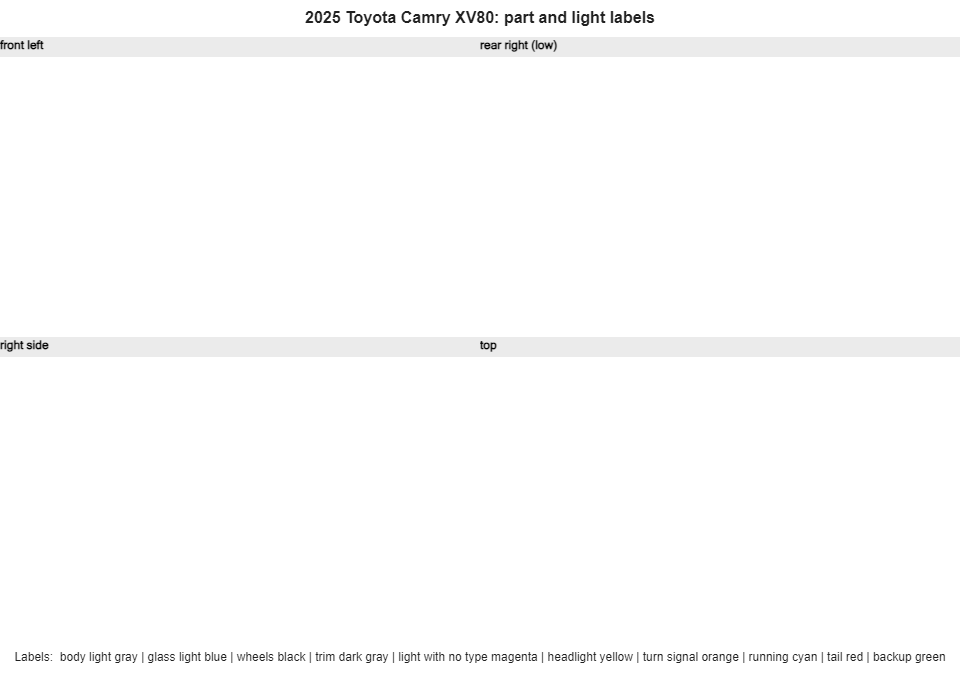 2025 Toyota Camry XV80: part and light labels
front left
rear right (low)
right side
top
Labels: body light gray | glass light blue | wheels black | trim dark gray | light with no type magenta | headlight yellow | turn signal orange | running cyan | tail red | backup green